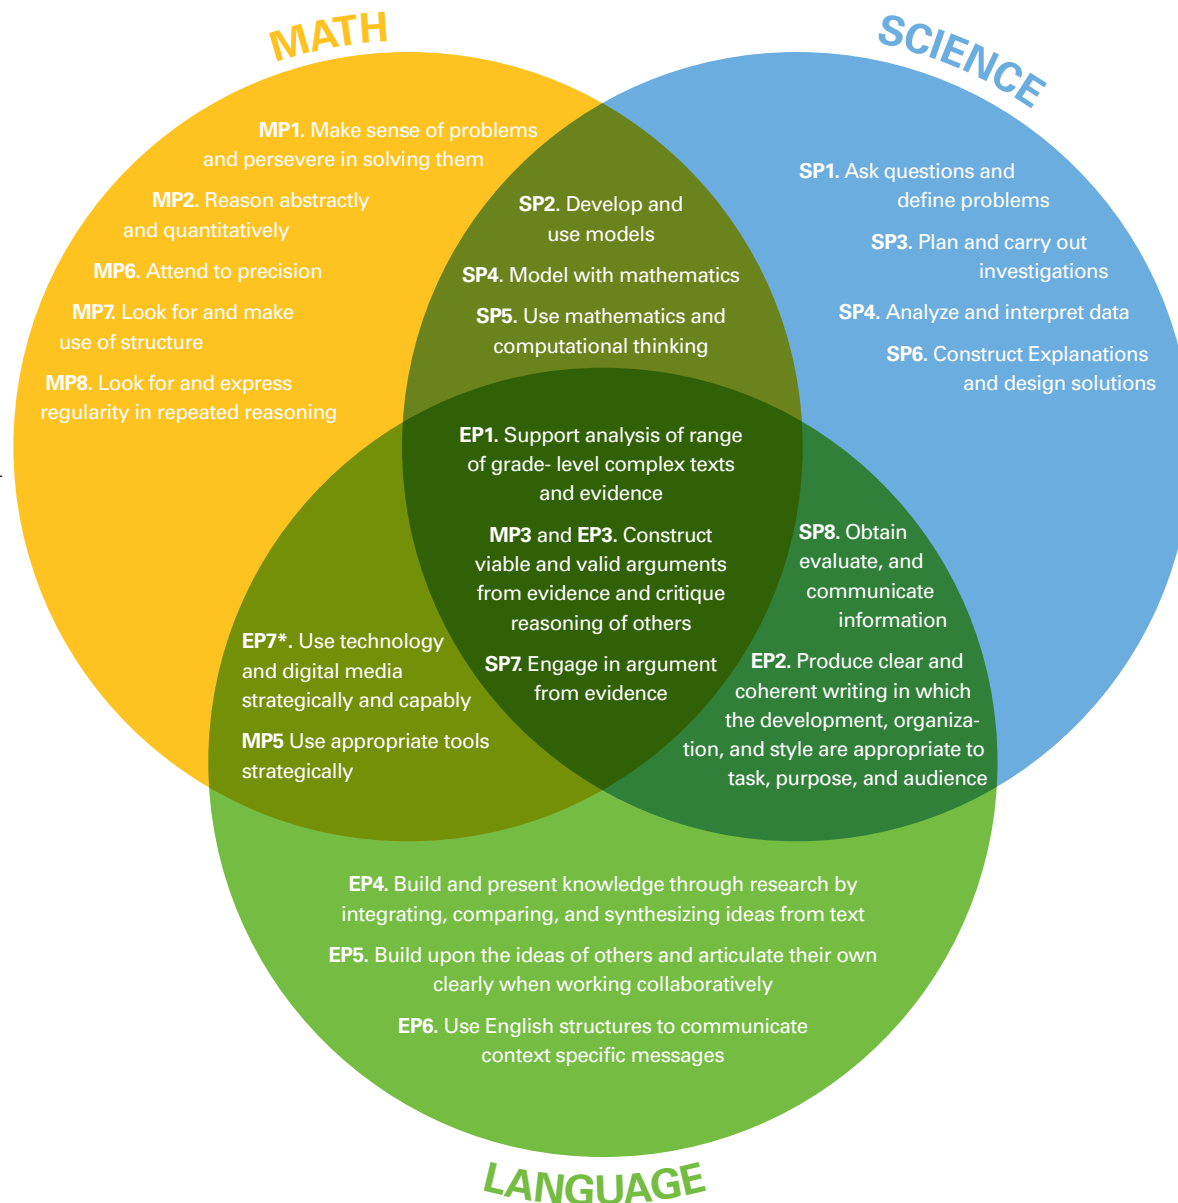 MATH
SCIENCE
MP1. Make sense of problems
and persevere in solving them
MP2. Reason abstractly
and quantitatively
MP6. Attend to precision
MP7. Look for and make
use of structure
MP8. Look for and express
regularity in repeated reasoning
SP2. Develop and
use models
SP4. Model with mathematics
SP5. Use mathematics and
computational thinking
SP1. Ask questions and
define problems
SP3. Plan and carry out
investigations
SP4. Analyze and interpret data
SP6. Construct Explanations
and design solutions
EP1. Support analysis of range
of grade- level complex texts
and evidence
MP3 and EP3. Construct
viable and valid arguments
from evidence and critique
reasoning of others
SP7. Engage in argument
from evidence
EP7*. Use technology
and digital media
strategically and capably
MP5 Use appropriate tools
strategically
SP8. Obtain
evaluate, and
communicate
information
EP2. Produce clear and
coherent writing in which
the development, organiza-
tion, and style are appropriate to
task, purpose, and audience
EP4. Build and present knowledge through research by
integrating, comparing, and synthesizing ideas from text
EP5. Build upon the ideas of others and articulate their own
clearly when working collaboratively
EP6. Use English structures to communicate
context specific messages
LANGUAGE